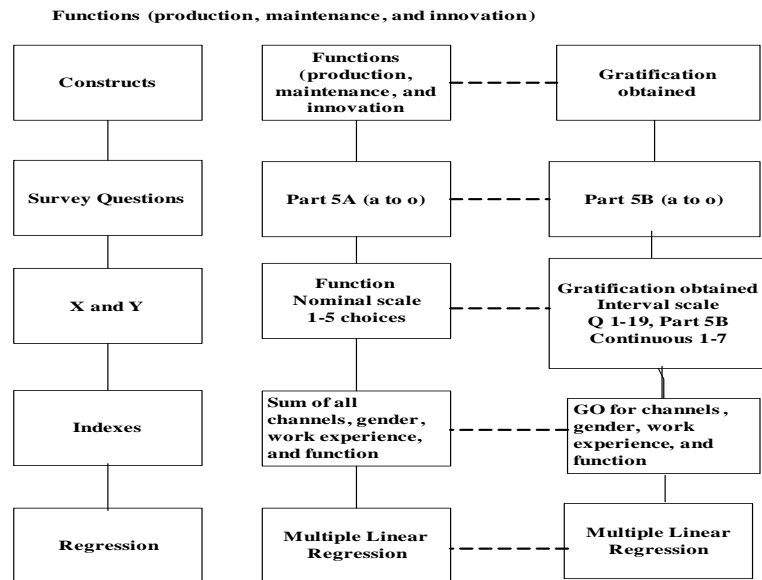 Functions (production, maintenance, and innovation)
Constructs
Functions
(production,
maintenance, and
innovation
Gratification
obtained
Survey Questions
Part 5A (a to o)
Part 5B (a to o)
X and Y
Function
Nominal scale
1-5 choices
Gratification obtained
Interval scale
Q 1-19, Part 5B
Continuous 1-7
Indexes
Sum of all
channels, gender,
work experience,
and function
GO for channels,
gender, work
experience, and
function
Regression
Multiple Linear
Regression
Multiple Linear
Regression